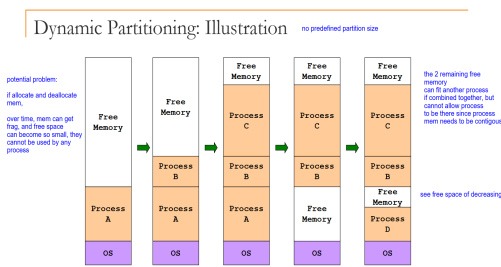 Dynamic Partitioning: Illustration
no predefined partition size
potential problem:
if allocate and deallocate
mem,
over time, mem can get
frag, and free space
can become so small, they
cannot be used by any
process
Free
Memory
Process
A
OS
Free
Memory
Process
B
Process
A
OS
Free
Memory
Process
C
Process
B
Process
A
OS
Free
Memory
Process
C
Process
B
Free
Memory
OS
Free
Memory
Process
C
Process
B
Free
Memory
Process
D
OS
the 2 remaining free
memory
can fit another process
if combined together, but
cannot allow process
to be there since process
mem needs to be contigous
see free space of decreasing